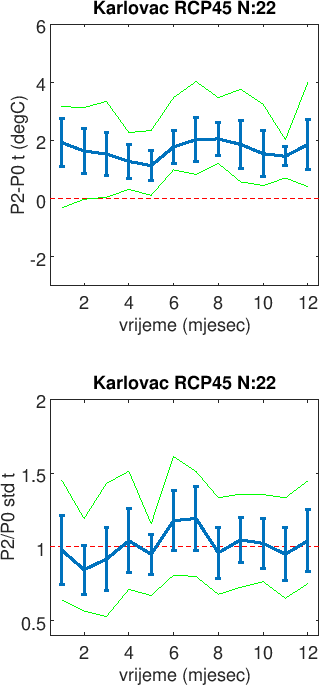 Karlovac RCP45 N:22
6
4
2
0
-2
P2-P0 t (degC)
2 4 6 8 10 12
vrijeme (mjesec)
Karlovac RCP45 N:22
2
1.5
1
0.5
P2/P0 std t
2 4 6 8 10 12
vrijeme (mjesec)